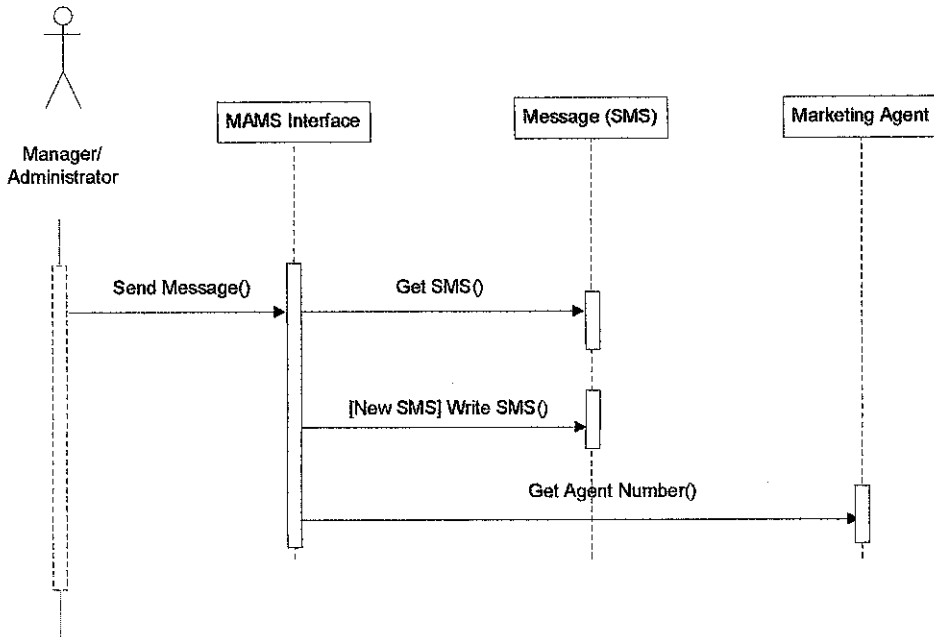 MAMS Interface
Message (SMS)
Marketing Agent
Manager/
Administrator
Send Message()
Get SMS()
[New SMS] Write SMS()
Get Agent Number()